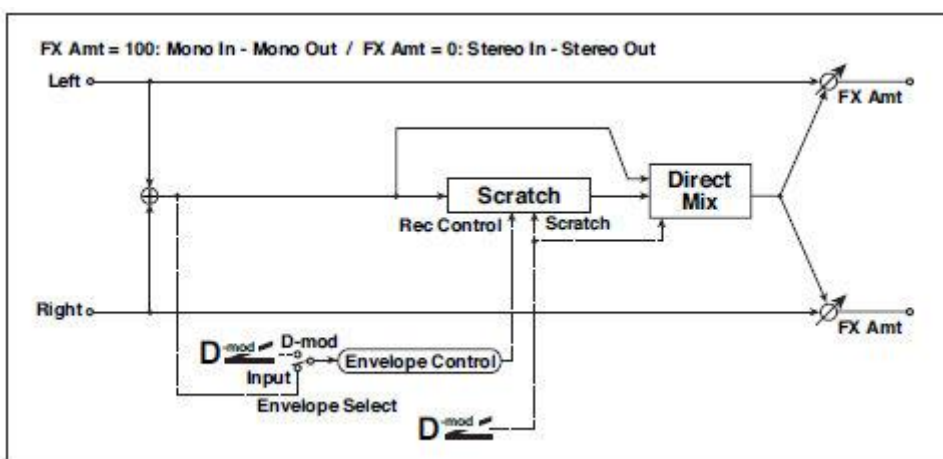 FX Amt = 100: Mono In - Mono Out / FX Amt = 0: Stereo In - Stereo Out
Left
FX Amt
Scratch
Direct
Mix
Rec Control
Scratch
Right
FX Amt
D-mod
D-mod
Input
Envelope Control
Envelope Select
D-mod